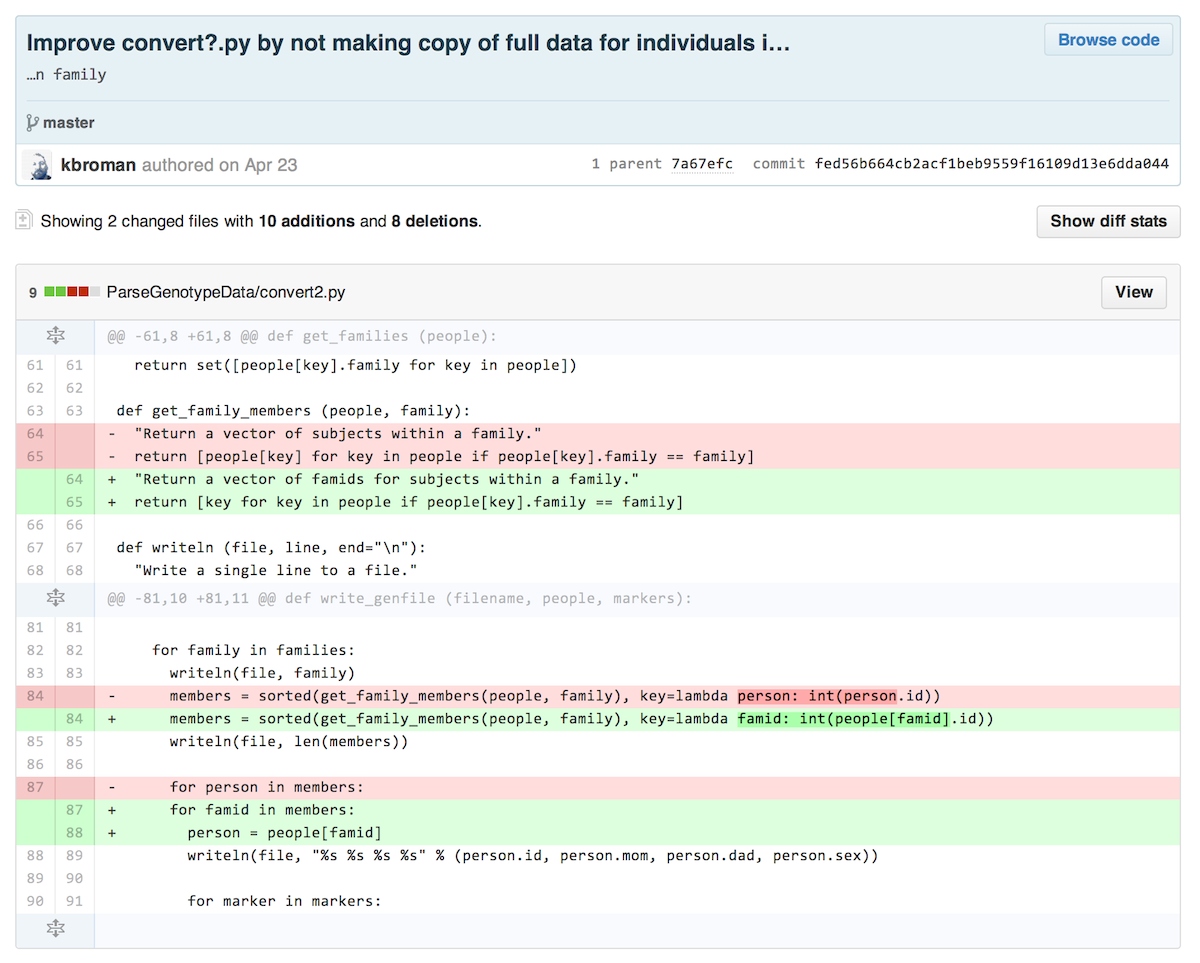 Improve convert?.py by not making copy of full data for individuals i…
Browse code
…n family
master
kbroman authored on Apr 23
1 parent 7a67efc commit fed56b664cb2acf1beb9559f16109d13e6dda044
Showing 2 changed files with 10 additions and 8 deletions.
Show diff stats
9 ParseGenotypeData/convert2.py
View
@@ -61,8 +61,8 @@ def get_families (people):
61 61 return set([people[key].family for key in people])
62 62
63 63 def get_family_members (people, family):
64 - "Return a vector of subjects within a family."
65 - return [people[key] for key in people if people[key].family == family]
64 + "Return a vector of famids for subjects within a family."
65 + return [key for key in people if people[key].family == family]
66 66
67 67 def writeln (file, line, end="\n"):
68 68 "Write a single line to a file."
@@ -81,10 +81,11 @@ def write_genfile (filename, people, markers):
81 81
82 82 for family in families:
83 83 writeln(file, family)
84 - members = sorted(get_family_members(people, family), key=lambda person: int(person.id))
84 + members = sorted(get_family_members(people, family), key=lambda famid: int(people[famid].id))
85 85 writeln(file, len(members))
86 86
87 - for person in members:
87 + for famid in members:
88 + person = people[famid]
88 89 writeln(file, "%s %s %s %s" % (person.id, person.mom, person.dad, person.sex))
89 90
90 91 for marker in markers: